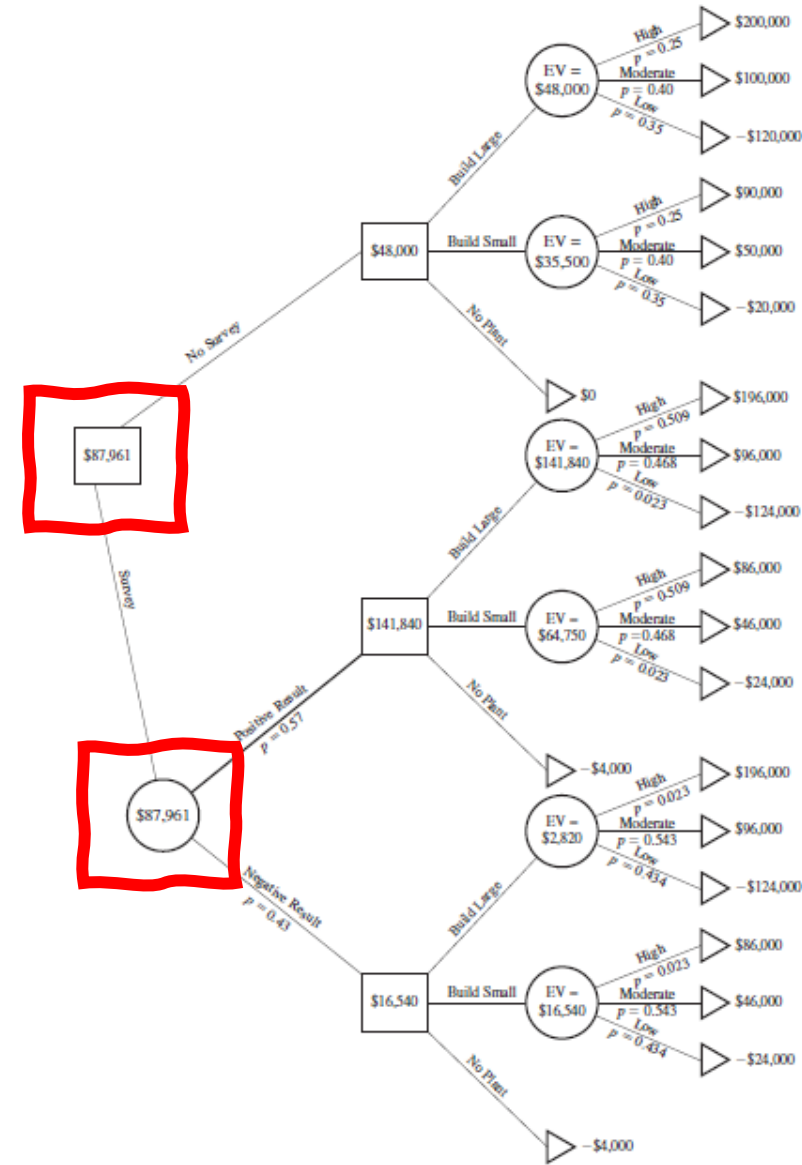 High
p = 0.25
$200,000
Moderate
p = 0.40
$100,000
Low
p = 0.35
−$120,000
EV =
$48,000
Build Large
High
p = 0.25
$90,000
Moderate
p = 0.40
$50,000
Low
p = 0.35
−$20,000
$48,000
Build Small
EV =
$35,500
No Plant
$0
No Survey
$87,961
Survey
High
p = 0.509
$196,000
Moderate
p = 0.468
$96,000
Low
p = 0.023
−$124,000
EV =
$141,840
Build Large
High
p = 0.509
$86,000
Moderate
p = 0.468
$46,000
Low
p = 0.023
−$24,000
$141,840
Build Small
EV =
$64,750
No Plant
−$4,000
Positive Result
p = 0.57
$87,961
Negative Result
p = 0.43
High
p = 0.023
$196,000
Moderate
p = 0.543
$96,000
Low
p = 0.434
−$124,000
EV =
$2,820
Build Large
High
p = 0.023
$86,000
Moderate
p = 0.543
$46,000
Low
p = 0.434
−$24,000
$16,540
Build Small
EV =
$16,540
No Plant
−$4,000